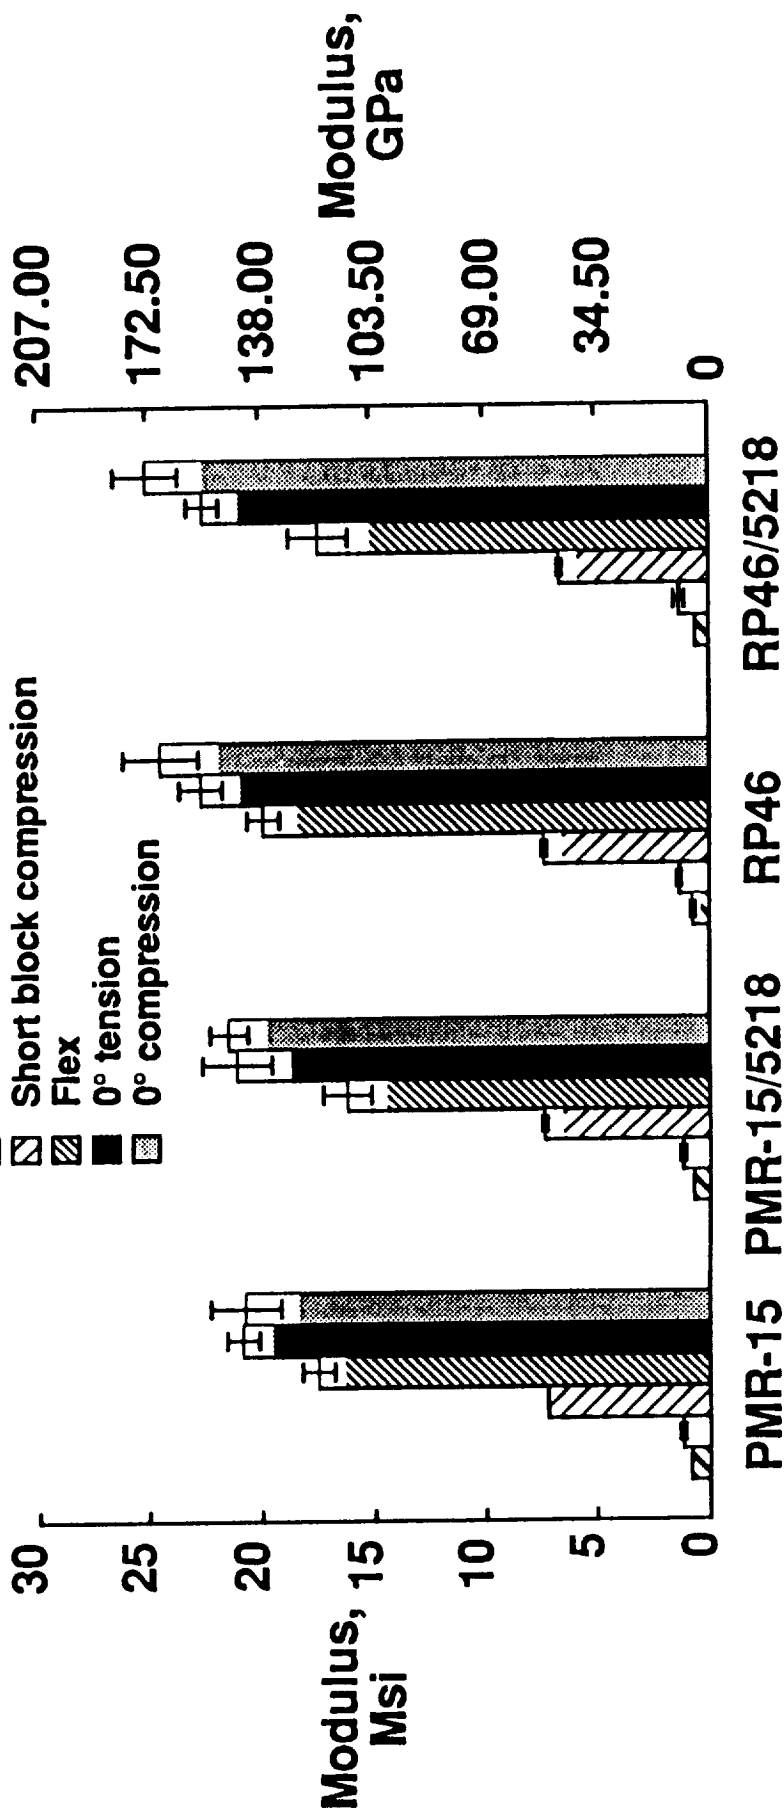 Short block compression
Flex
0° tension
0° compression
Modulus,
Msi
30
25
20
15
10
5
0
Modulus,
GPa
207.00
172.50
138.00
103.50
69.00
34.50
0
PMR-15
PMR-15/5218
RP46
RP46/5218